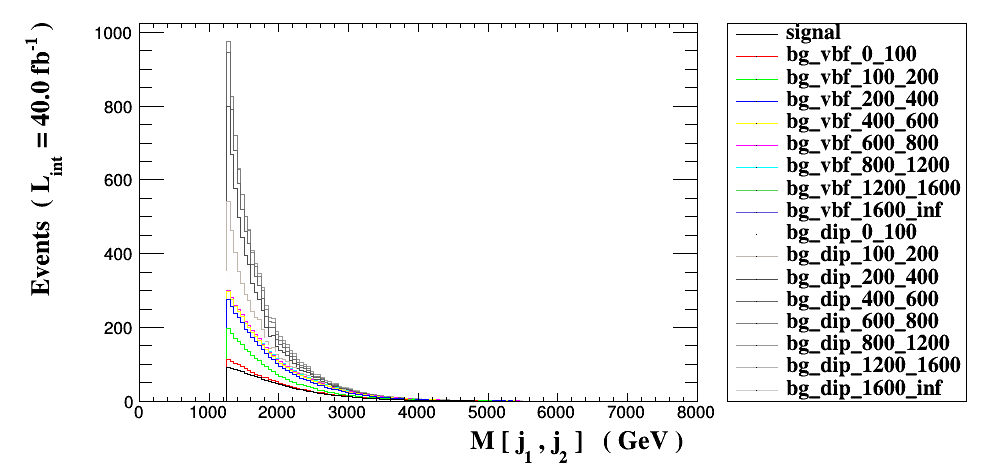 Events ( L_int = 40.0 fb^-1 )
1000
800
600
400
200
0
0 1000 2000 3000 4000 5000 6000 7000 8000
M [ j_1 , j_2 ] ( GeV )
signal
bg_vbf_0_100
bg_vbf_100_200
bg_vbf_200_400
bg_vbf_400_600
bg_vbf_600_800
bg_vbf_800_1200
bg_vbf_1200_1600
bg_vbf_1600_inf
bg_dip_0_100
bg_dip_100_200
bg_dip_200_400
bg_dip_400_600
bg_dip_600_800
bg_dip_800_1200
bg_dip_1200_1600
bg_dip_1600_inf